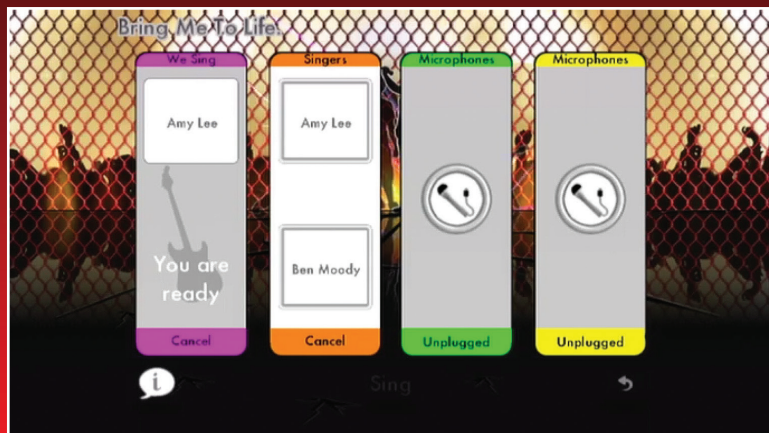 Bring Me To Life
We Sing
Amy Lee
You are
ready
Cancel
Singers
Amy Lee
Ben Moody
Cancel
Microphones
Unplugged
Microphones
Unplugged
i
Sing